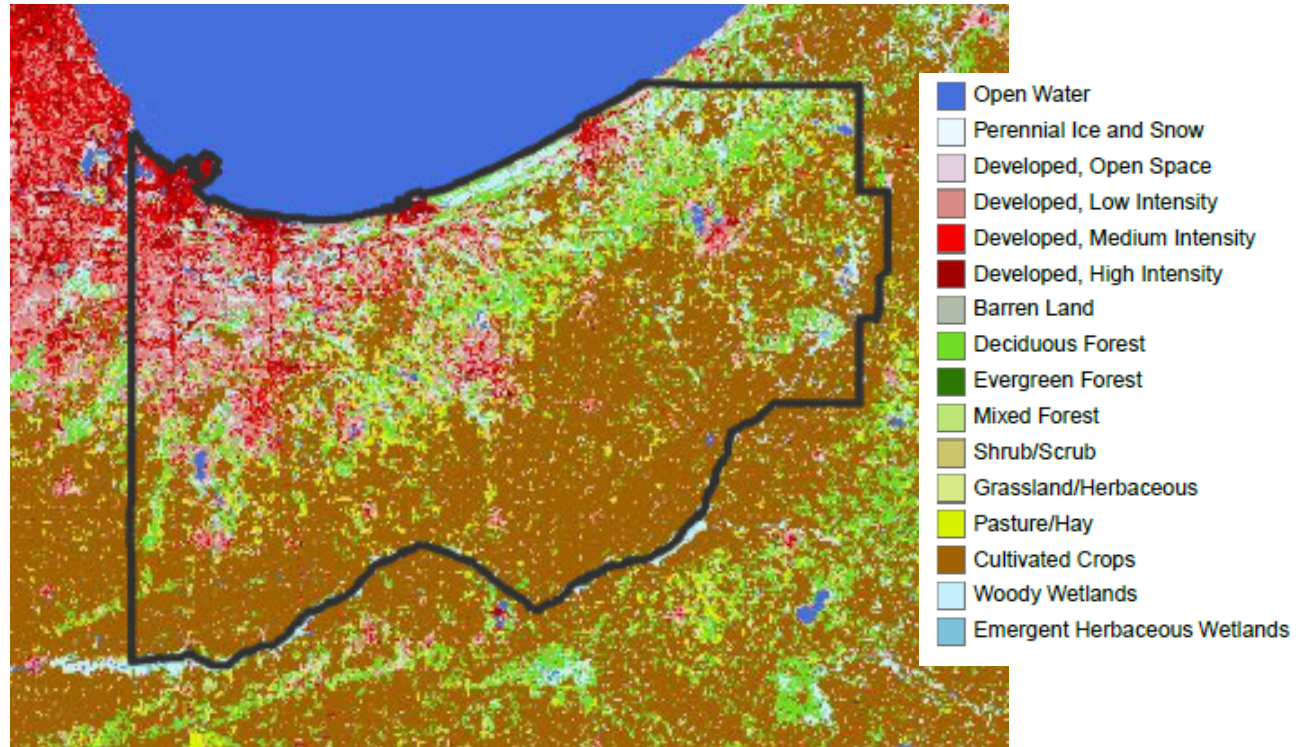 Open Water
Perennial Ice and Snow
Developed, Open Space
Developed, Low Intensity
Developed, Medium Intensity
Developed, High Intensity
Barren Land
Deciduous Forest
Evergreen Forest
Mixed Forest
Shrub/Scrub
Grassland/Herbaceous
Pasture/Hay
Cultivated Crops
Woody Wetlands
Emergent Herbaceous Wetlands